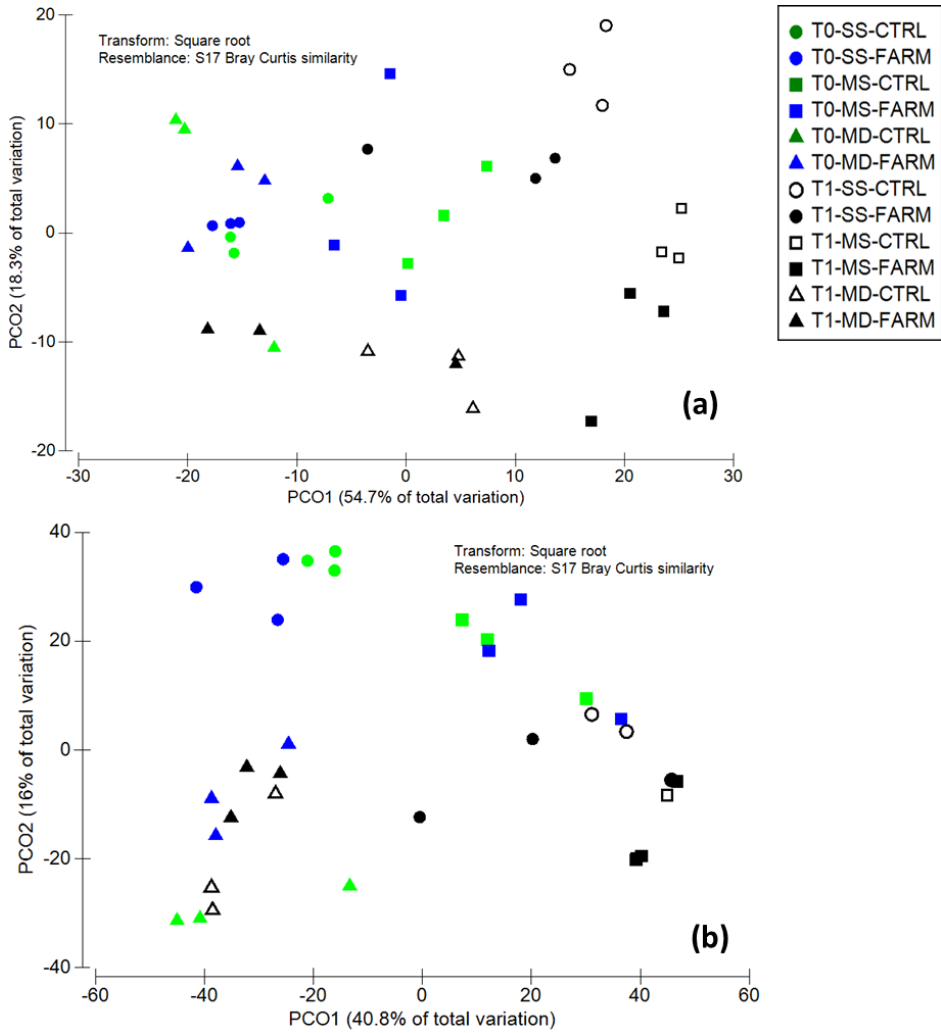 20
10
0
-10
-20
PCO2 (18.3% of total variation)
Transform: Square root
Resemblance: S17 Bray Curtis similarity
(a)
-30
-20
-10
0
10
20
30
PCO1 (54.7% of total variation)
T0-SS-CTRL
T0-SS-FARM
T0-MS-CTRL
T0-MS-FARM
T0-MD-CTRL
T0-MD-FARM
T1-SS-CTRL
T1-SS-FARM
T1-MS-CTRL
T1-MS-FARM
T1-MD-CTRL
T1-MD-FARM
40
20
0
-20
-40
PCO2 (16% of total variation)
Transform: Square root
Resemblance: S17 Bray Curtis similarity
(b)
-60
-40
-20
0
20
40
60
PCO1 (40.8% of total variation)